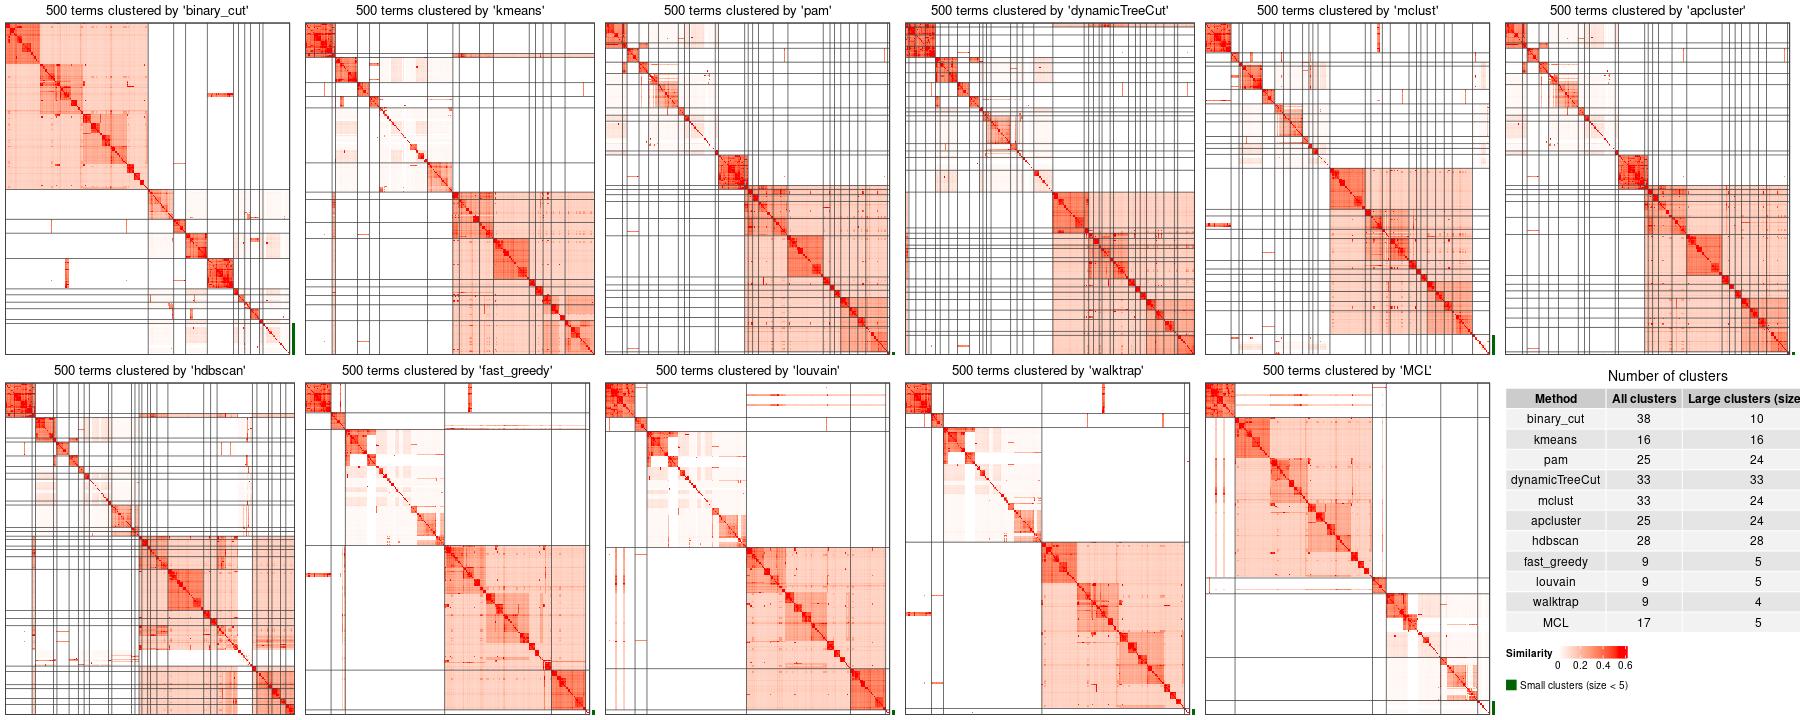 500 terms clustered by 'binary_cut'
500 terms clustered by 'kmeans'
500 terms clustered by 'pam'
500 terms clustered by 'dynamicTreeCut'
500 terms clustered by 'mclust'
500 terms clustered by 'apcluster'
500 terms clustered by 'hdbscan'
500 terms clustered by 'fast_greedy'
500 terms clustered by 'louvain'
500 terms clustered by 'walktrap'
500 terms clustered by 'MCL'
Number of clusters
Method All clusters Large clusters (size
binary_cut 38 10
kmeans 16 16
pam 25 24
dynamicTreeCut 33 33
mclust 33 24
apcluster 25 24
hdbscan 28 28
fast_greedy 9 5
louvain 9 5
walktrap 9 4
MCL 17 5
Similarity
0 0.2 0.4 0.6
Small clusters (size < 5)